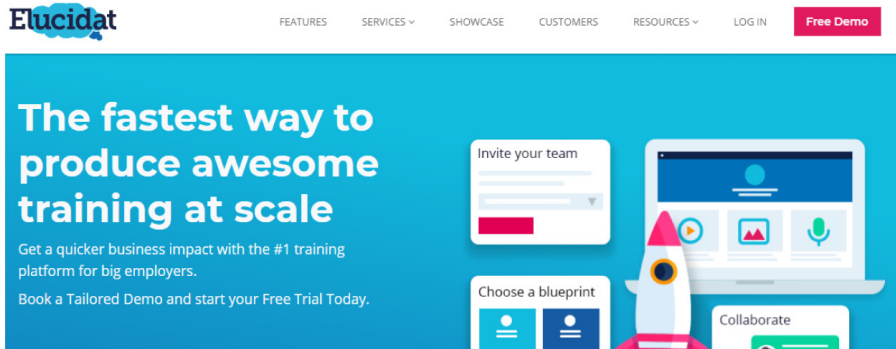 Elucidat
FEATURES
SERVICES
SHOWCASE
CUSTOMERS
RESOURCES
LOG IN
Free Demo
The fastest way to
produce awesome
training at scale
Get a quicker business impact with the #1 training
platform for big employers.
Book a Tailored Demo and start your Free Trial Today.
Invite your team
Choose a blueprint
Collaborate